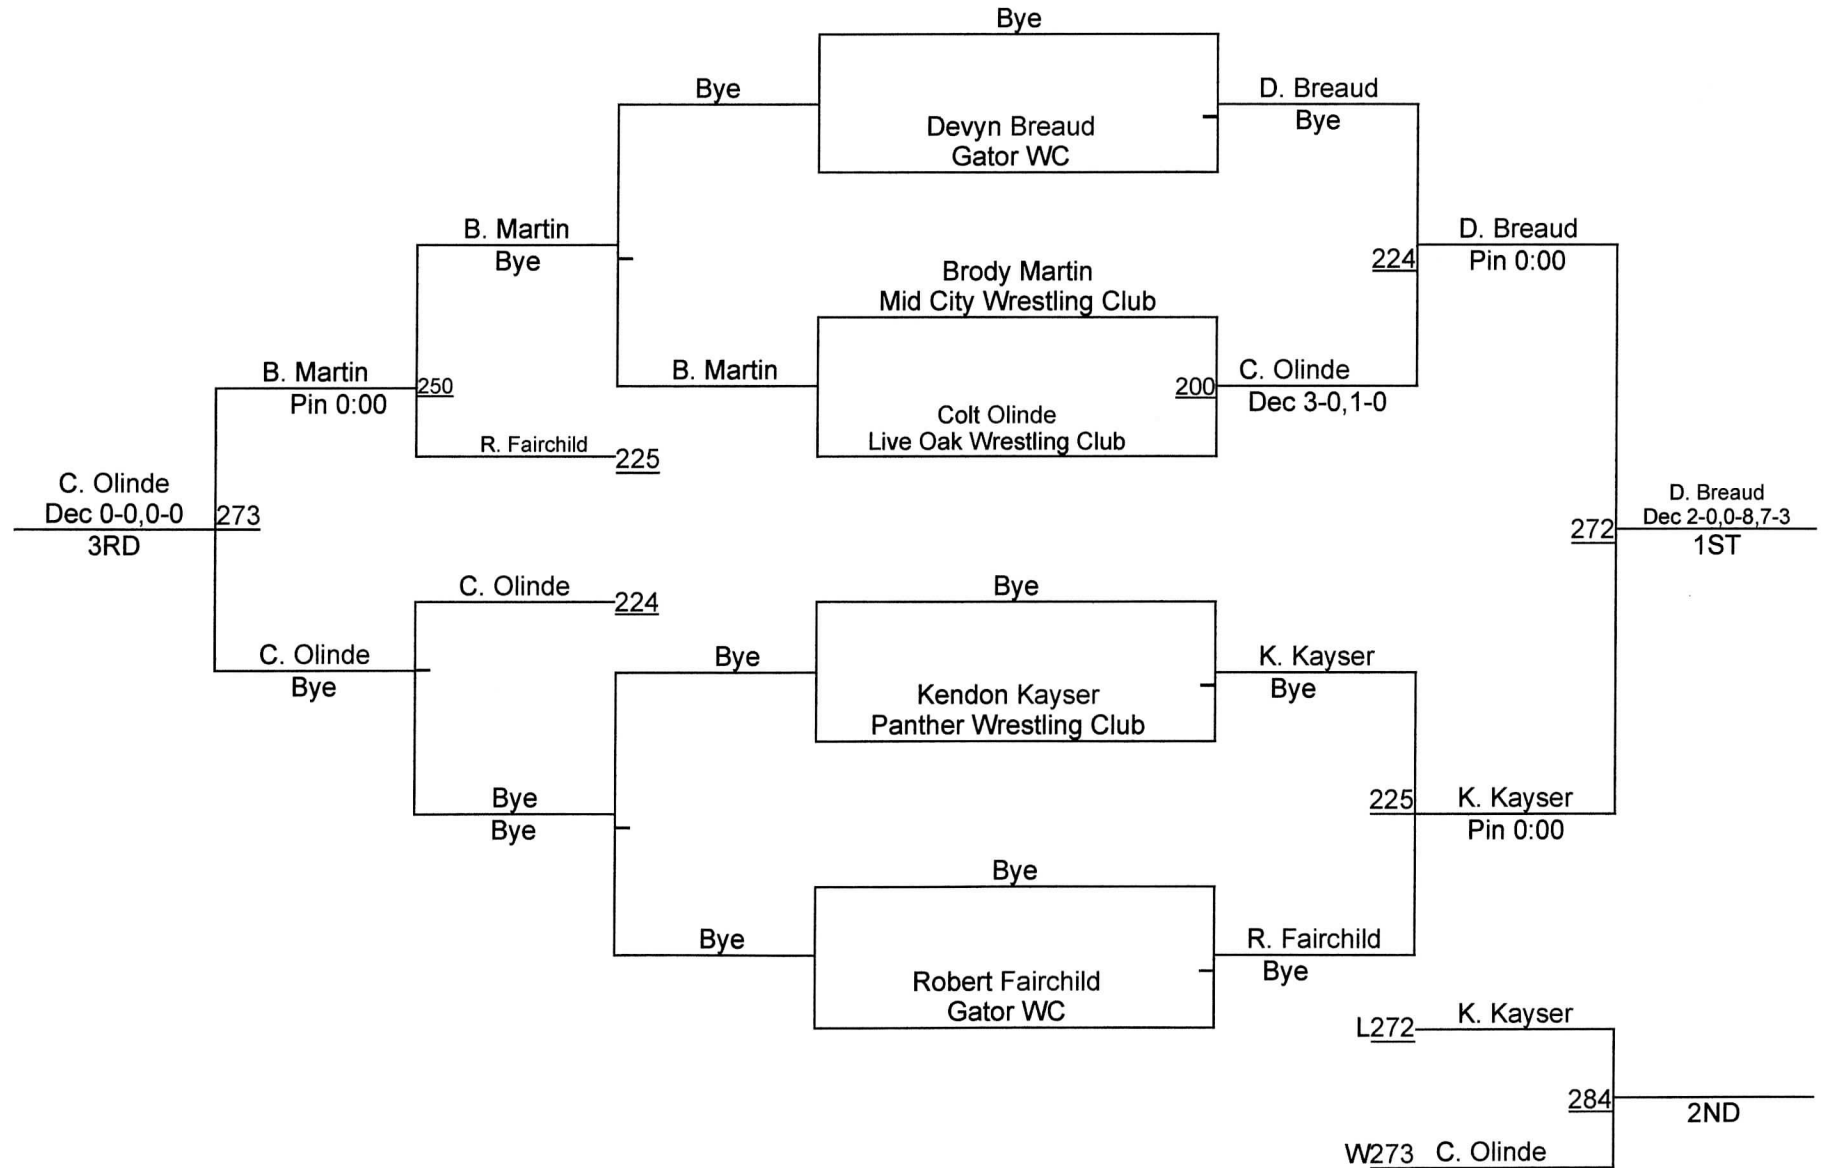 Bye
Bye
D. Breaud
Bye
Devyn Breaud
Gator WC
B. Martin
Bye
D. Breaud
Pin 0:00
224
Brody Martin
Mid City Wrestling Club
B. Martin
Pin 0:00
250
B. Martin
200
C. Olinde
Dec 3-0,1-0
Colt Olinde
Live Oak Wrestling Club
R. Fairchild
225
C. Olinde
Dec 0-0,0-0
273
3RD
D. Breaud
Dec 2-0,0-8,7-3
272
1ST
C. Olinde
224
Bye
C. Olinde
Bye
Bye
K. Kayser
Bye
Kendon Kayser
Panther Wrestling Club
Bye
Bye
225
K. Kayser
Pin 0:00
Bye
Bye
R. Fairchild
Bye
Robert Fairchild
Gator WC
L272
K. Kayser
284
2ND
W273
C. Olinde